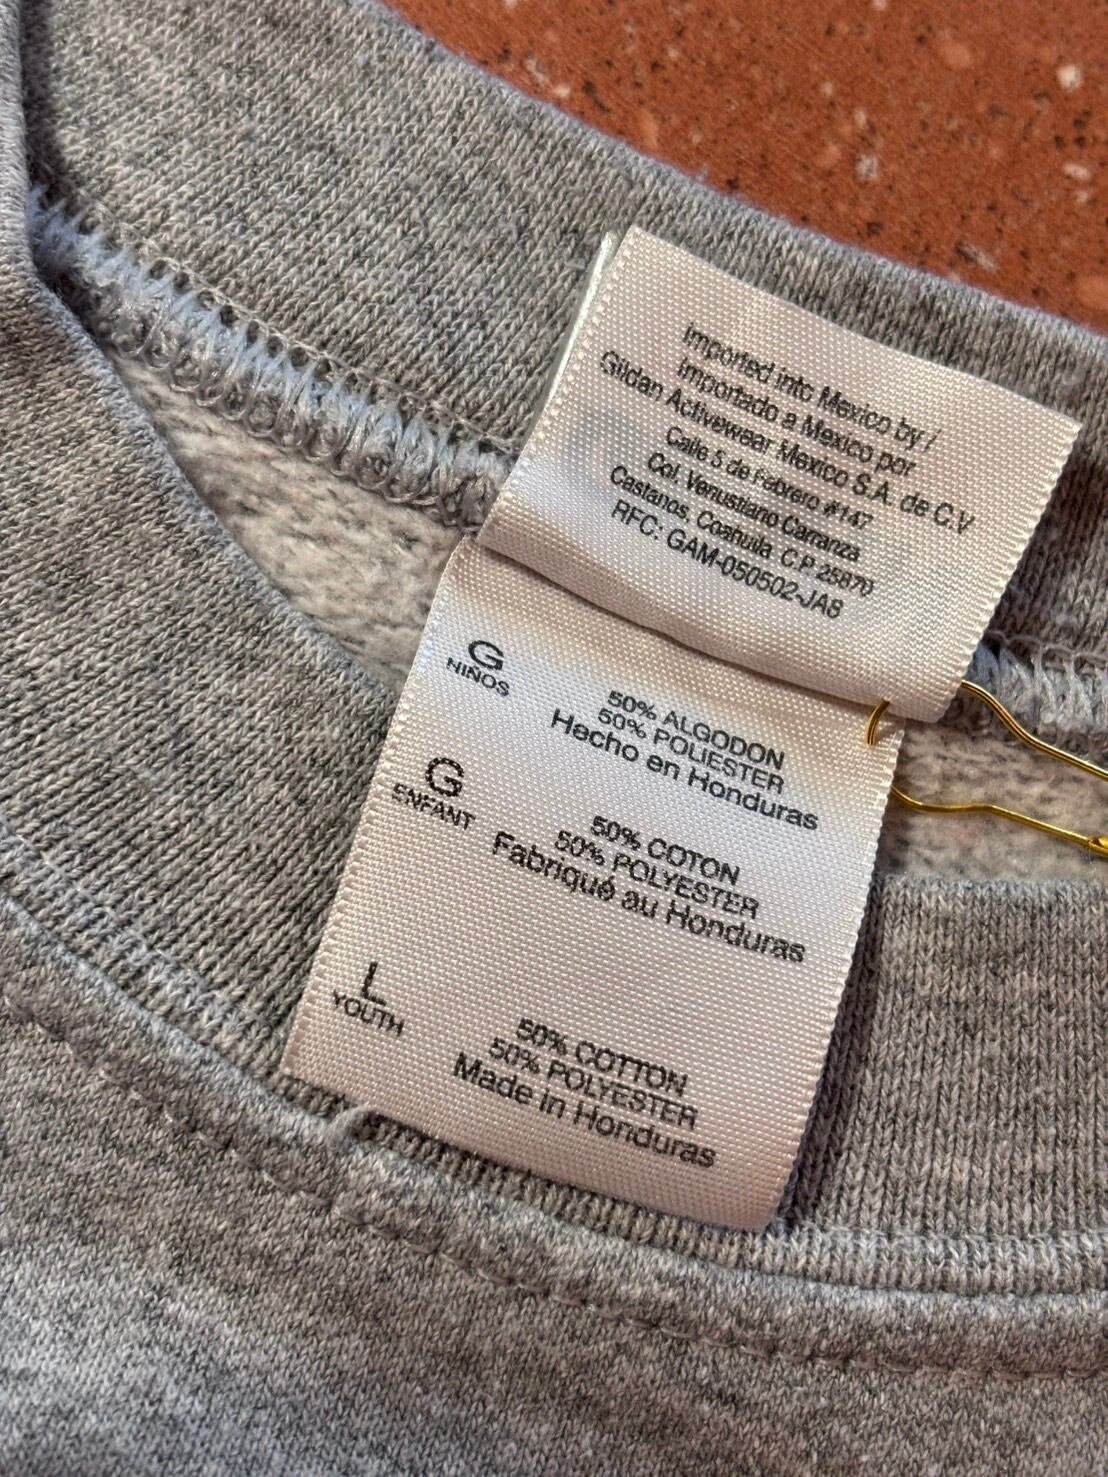 Imported into Mexico by /
Importado a Mexico por
Gildan Activewear Mexico S.A. de C.V
Calle 5 de Febrero #147
Col. Venustiano Carranza
Castanos, Coahuila C.P. 25870
RFC: GAM-050502-JA8
G
NIÑOS
50% ALGODON
50% POLIESTER
Hecho en Honduras
G
ENFANT
50% COTON
50% POLYESTER
Fabriqué au Honduras
L
YOUTH
50% COTTON
50% POLYESTER
Made in Honduras